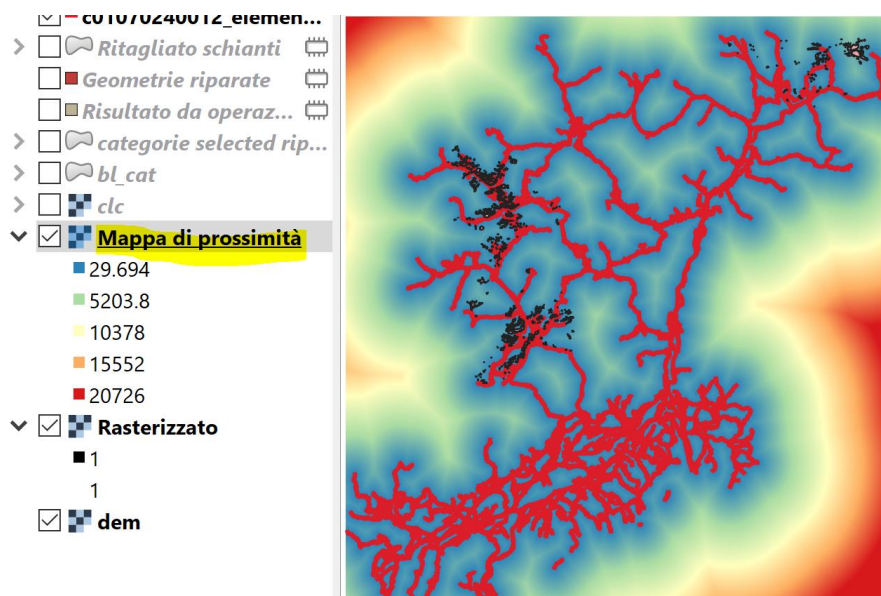 c01070240012_elemen...
Ritagliato schianti
Geometrie riparate
Risultato da operaz...
categorie selected rip...
bl_cat
clc
Mappa di prossimità
29.694
5203.8
10378
15552
20726
Rasterizzato
1
1
dem